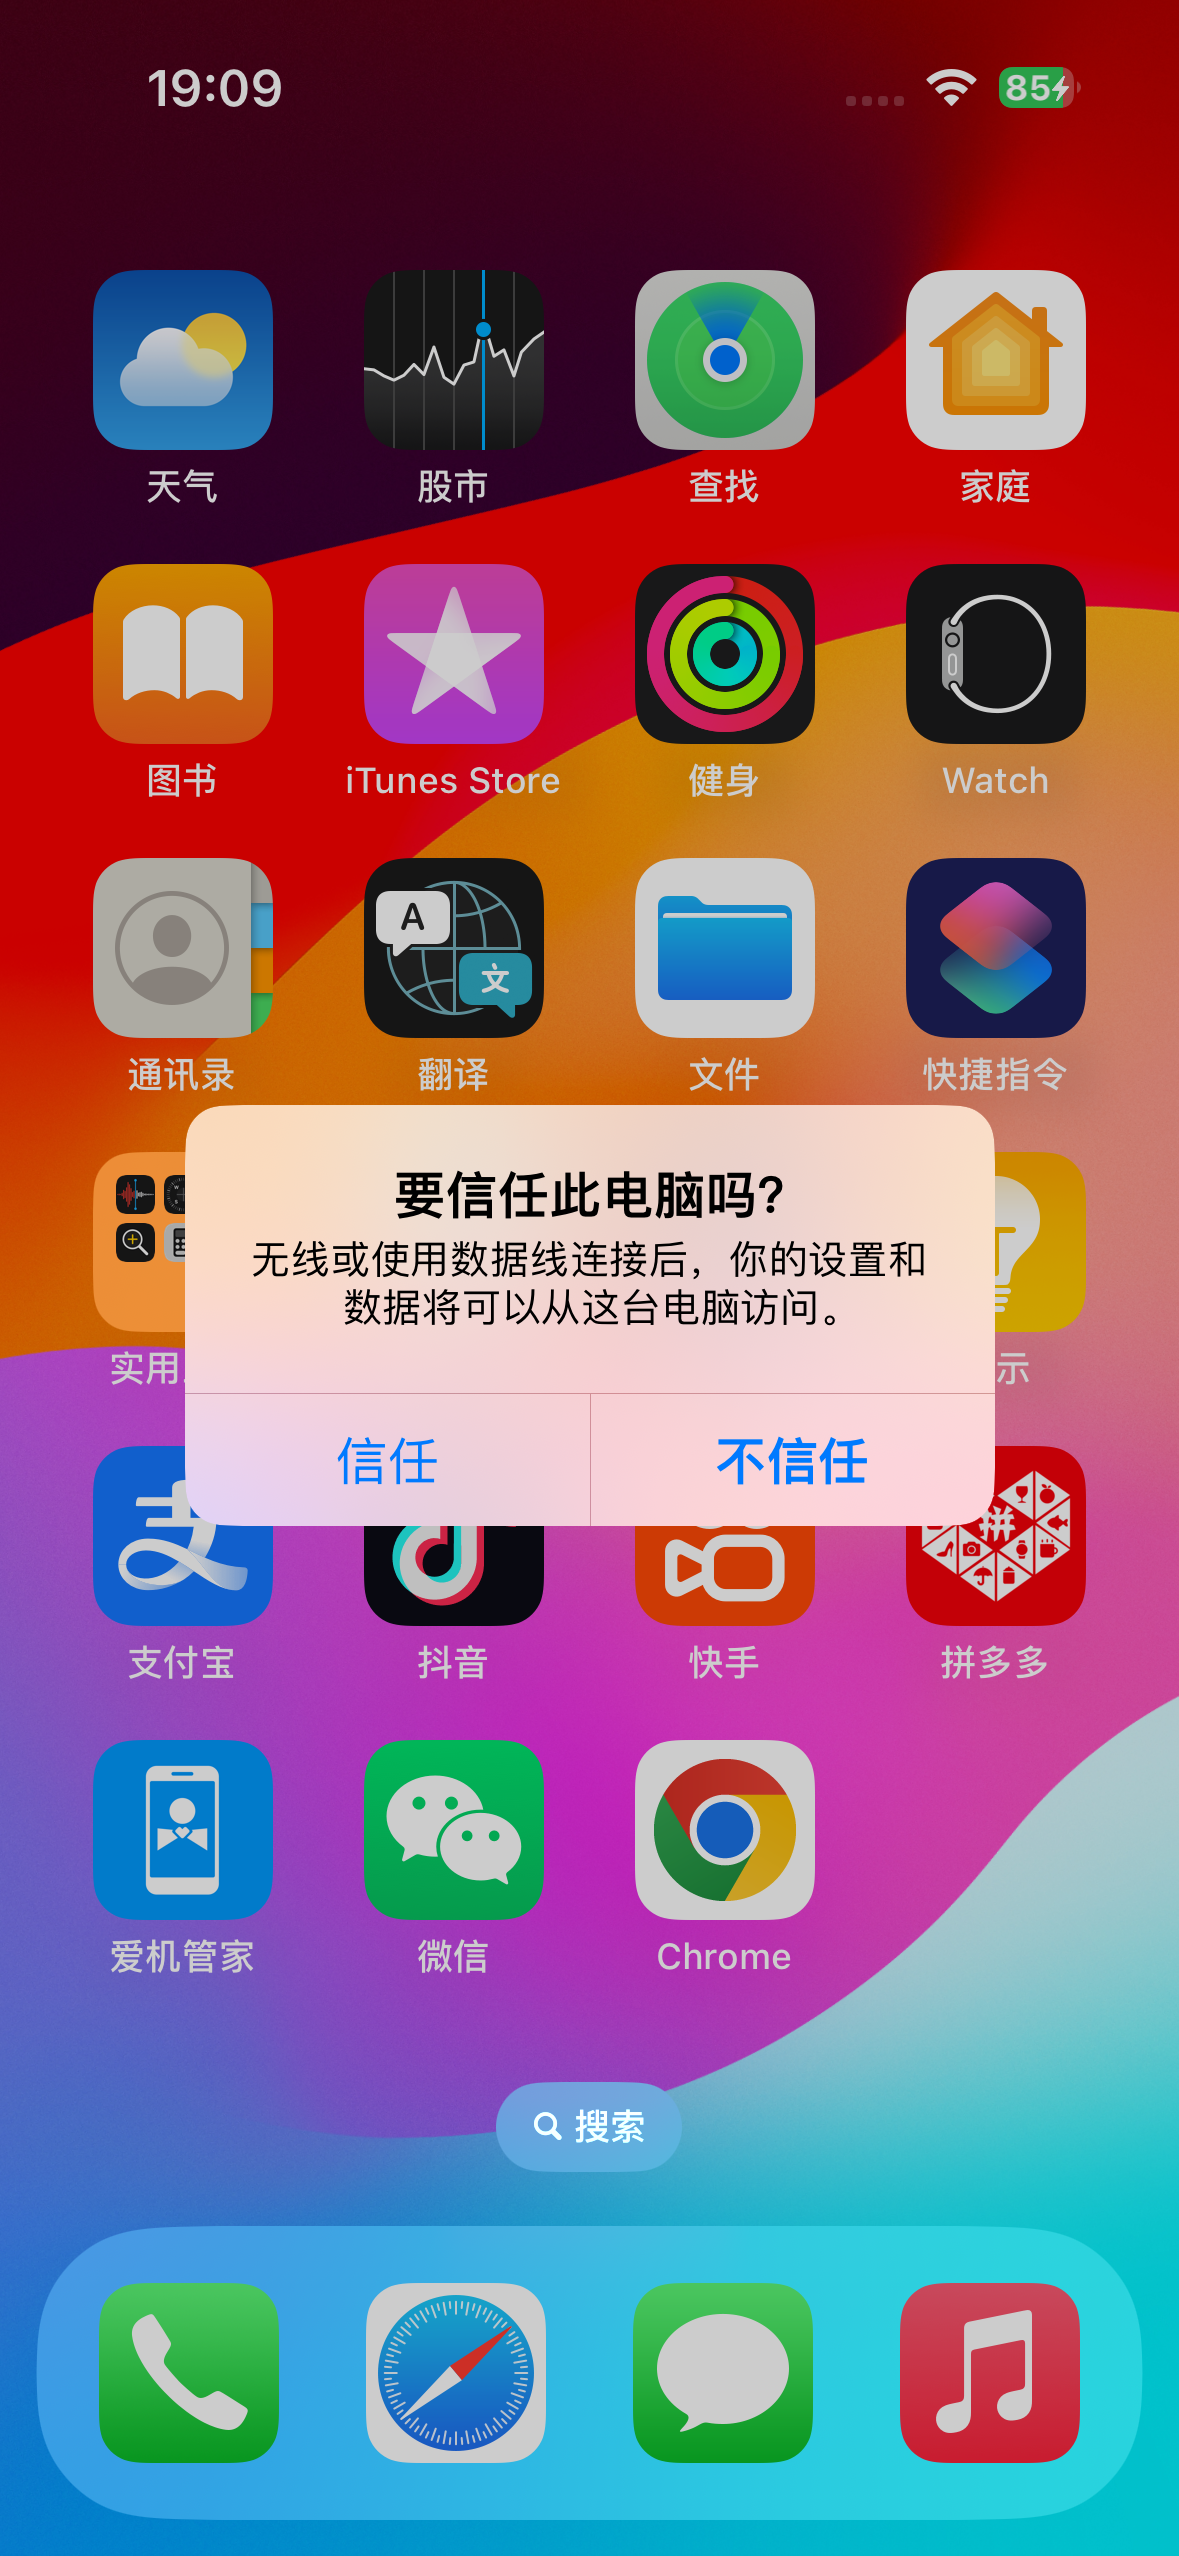 19:09
85
天气
股市
查找
家庭
图书
iTunes Store
健身
Watch
A
文
通讯录
翻译
文件
快捷指令
要信任此电脑吗?
无线或使用数据线连接后，你的设置和
数据将可以从这台电脑访问。
实用
示
信任
不信任
支
拼
支付宝
抖音
快手
拼多多
爱机管家
微信
Chrome
搜索